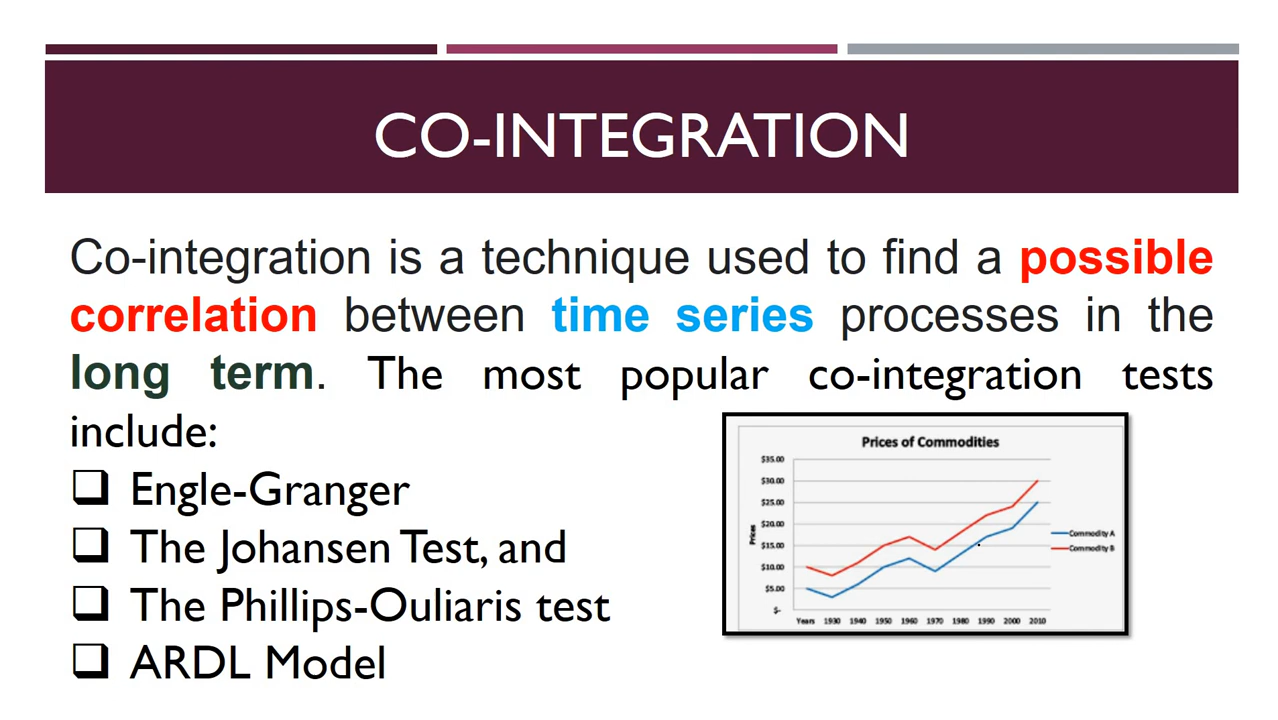 CO-INTEGRATION
Co-integration is a technique used to find a possible
correlation between time series processes in the
long term. The most popular co-integration tests
include:
Engle-Granger
The Johansen Test, and
The Phillips-Ouliaris test
ARDL Model
Prices of Commodities
$35.00
$30.00
$25.00
$20.00
$15.00
$10.00
$5.00
$-
Prices
Years 1930 1940 1950 1960 1970 1980 1990 2000 2010
Commodity A
Commodity B